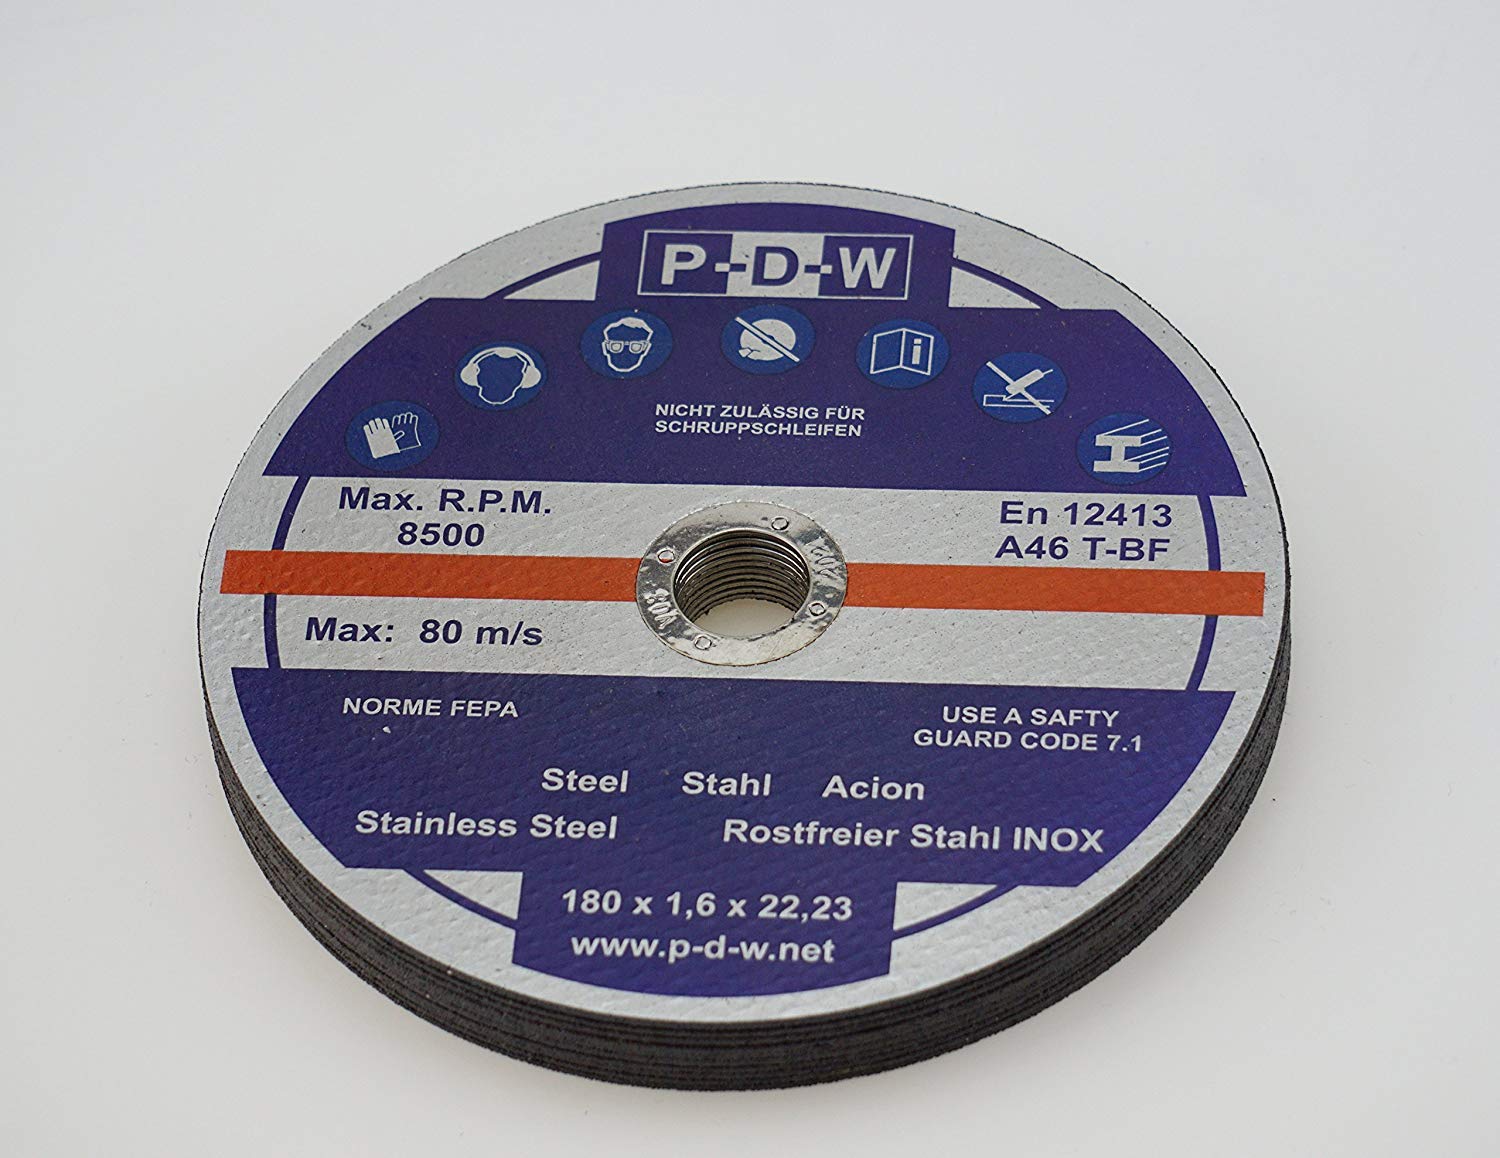 P-D-W
NICHT ZULÄSSIG FÜR
SCHRUPPSCHLEIFEN
Max. R.P.M.
8500
En 12413
A46 T-BF
Max: 80 m/s
NORME FEPA
USE A SAFTY
GUARD CODE 7.1
Steel Stahl Acion
Stainless Steel Rostfreier Stahl INOX
180 x 1,6 x 22,23
www.p-d-w.net